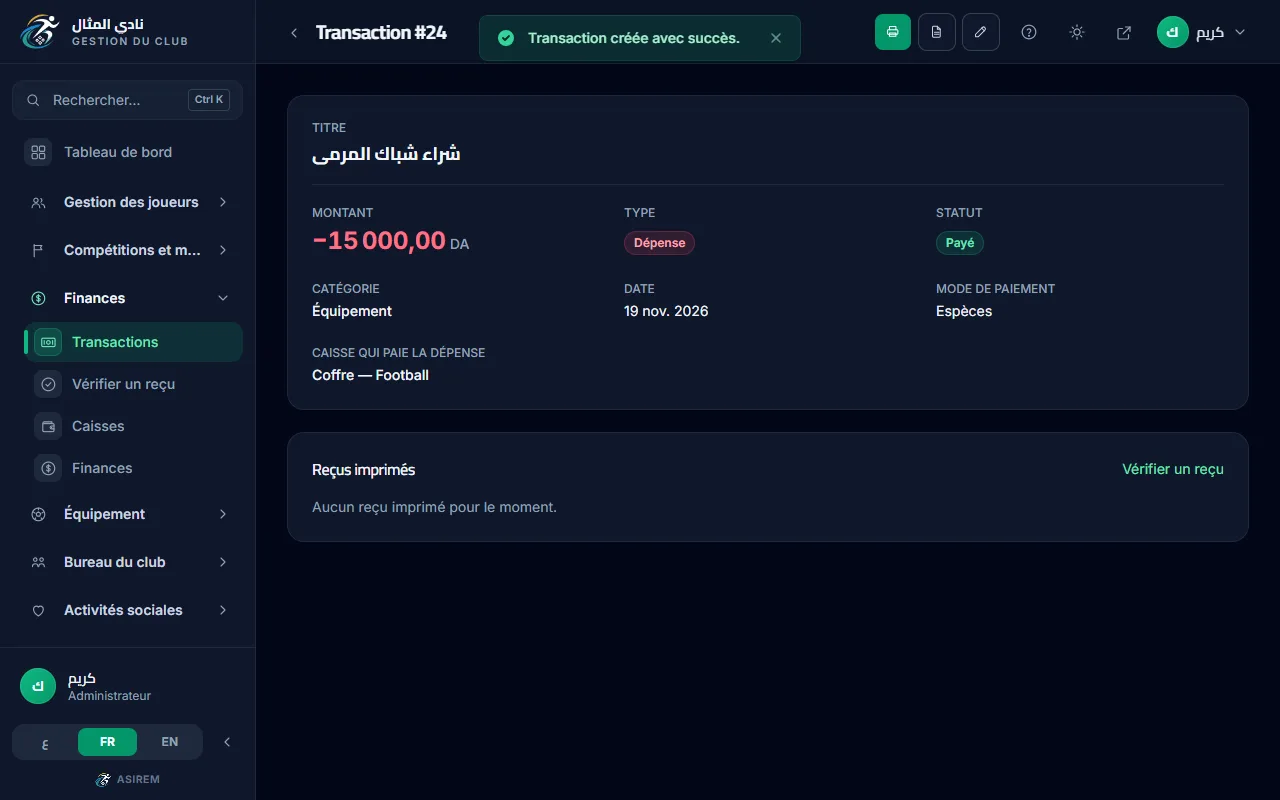 نادي المثال
GESTION DU CLUB
Transaction #24
Transaction créée avec succès.
ك
كريم
Rechercher...
Ctrl K
Tableau de bord
Gestion des joueurs
Compétitions et m...
Finances
Transactions
Vérifier un reçu
Caisses
Finances
Équipement
Bureau du club
Activités sociales
ك
كريم
Administrateur
ع
FR
EN
ASIREM
TITRE
شراء شباك المرمى
MONTANT
TYPE
STATUT
−15 000,00 DA
Dépense
Payé
CATÉGORIE
DATE
MODE DE PAIEMENT
Équipement
19 nov. 2026
Espèces
CAISSE QUI PAIE LA DÉPENSE
Coffre — Football
Reçus imprimés
Vérifier un reçu
Aucun reçu imprimé pour le moment.